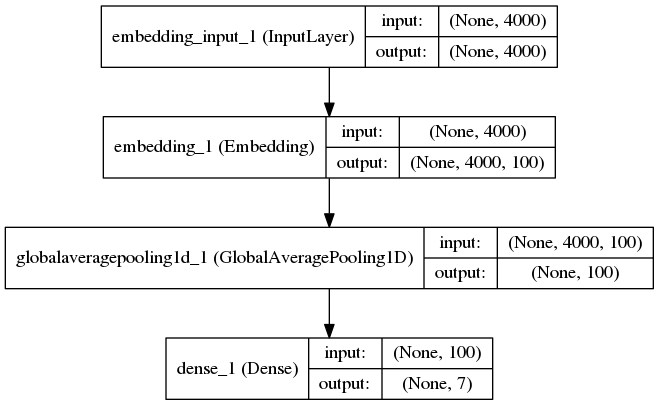 embedding_input_1 (InputLayer)
input:
(None, 4000)
output:
(None, 4000)
embedding_1 (Embedding)
input:
(None, 4000)
output:
(None, 4000, 100)
globalaveragepooling1d_1 (GlobalAveragePooling1D)
input:
(None, 4000, 100)
output:
(None, 100)
dense_1 (Dense)
input:
(None, 100)
output:
(None, 7)